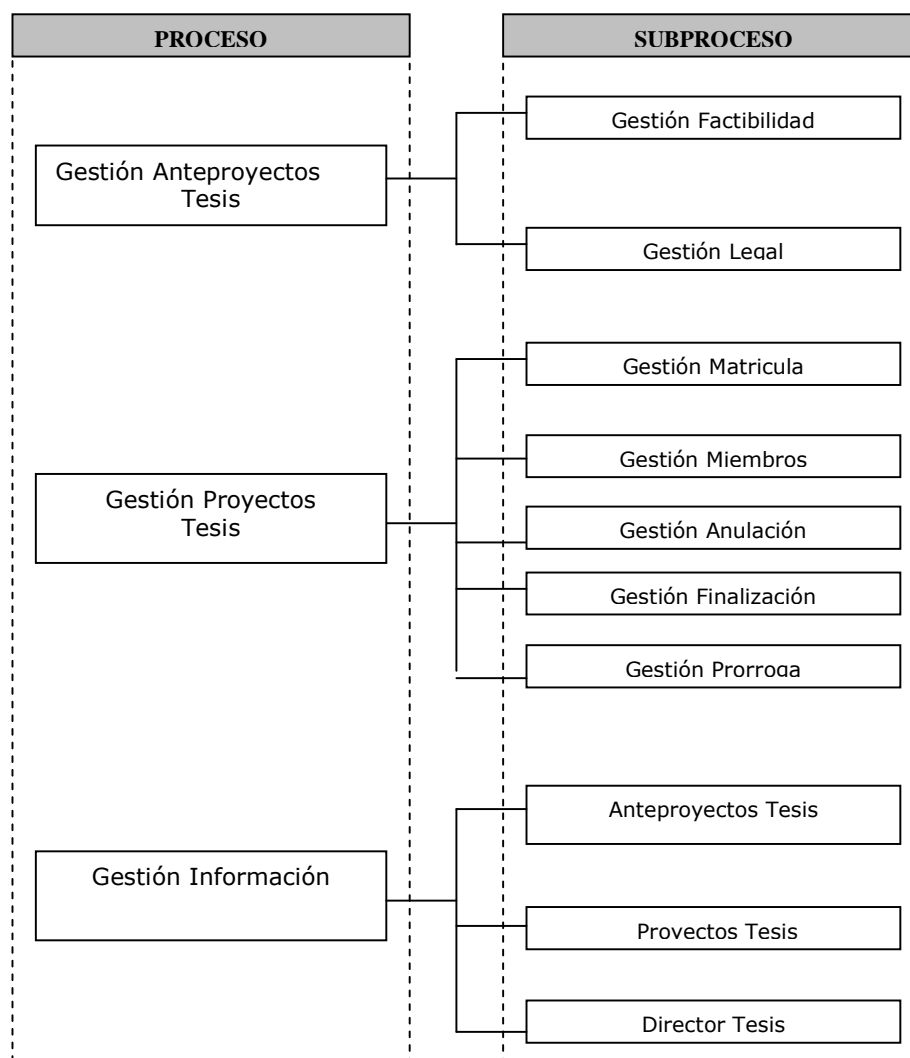 PROCESO
SUBPROCESO
Gestión Anteproyectos
Tesis
Gestión Factibilidad
Gestión Legal
Gestión Proyectos
Tesis
Gestión Matricula
Gestión Miembros
Gestión Anulación
Gestión Finalización
Gestión Prorroga
Gestión Información
Anteproyectos Tesis
Proyectos Tesis
Director Tesis